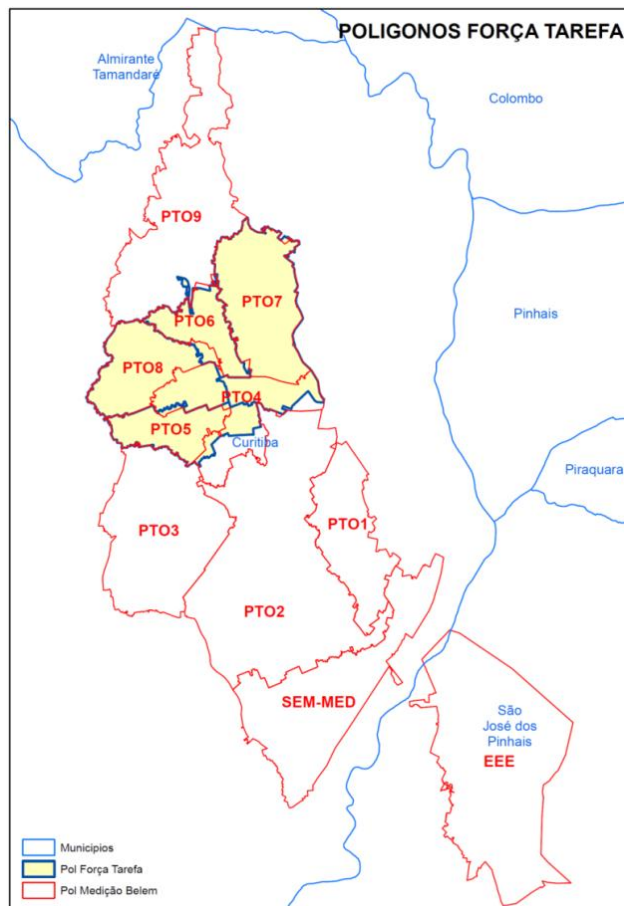 POLIGONOS FORÇA TAREFA
Almirante
Tamandaré
Colombo
PTO9
PTO7
Pinhais
PTO6
PTO8
PTO4
PTO5
Curitiba
Piraquara
PTO1
PTO3
PTO2
SEM-MED
São
José dos
Pinhais
EEE
Municipios
Pol Força Tarefa
Pol Medição Belem